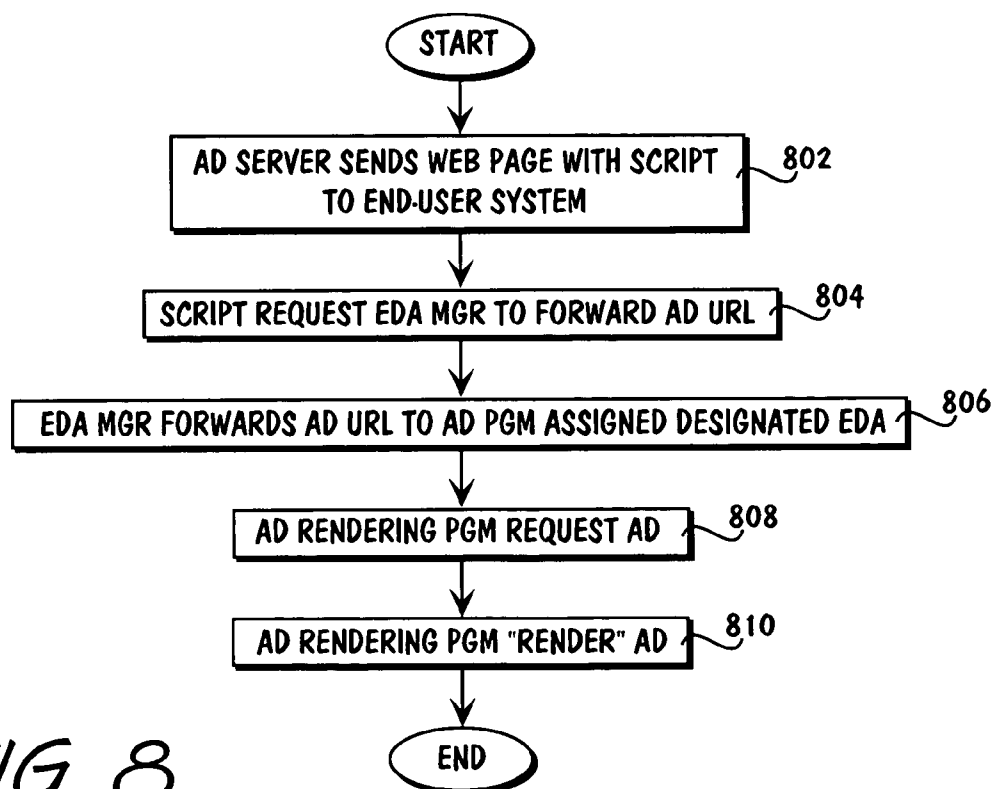 START
AD SERVER SENDS WEB PAGE WITH SCRIPT
TO END-USER SYSTEM
802
SCRIPT REQUEST EDA MGR TO FORWARD AD URL
804
EDA MGR FORWARDS AD URL TO AD PGM ASSIGNED DESIGNATED EDA
806
AD RENDERING PGM REQUEST AD
808
AD RENDERING PGM "RENDER" AD
810
END
8